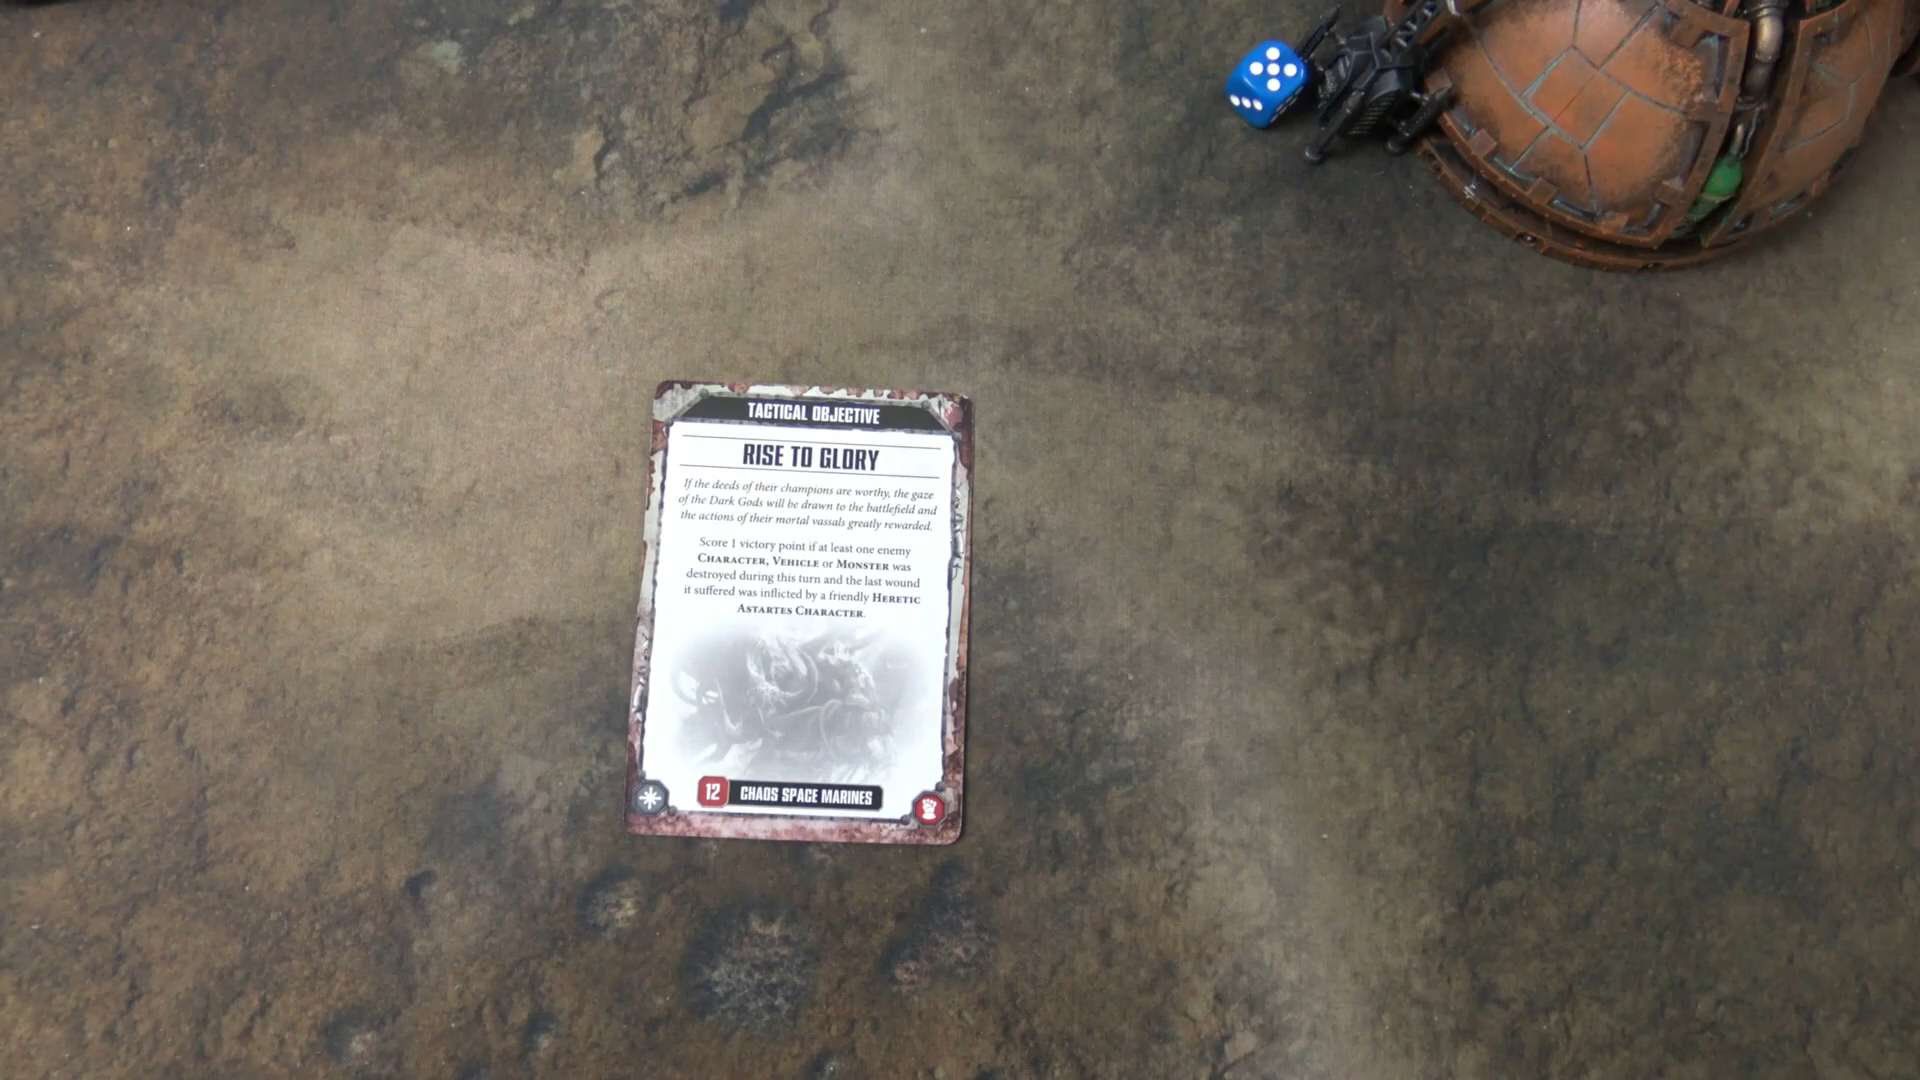 TACTICAL OBJECTIVE
RISE TO GLORY
If the deeds of their champions are worthy, the gaze
of the Dark Gods will be drawn to the battlefield and
the actions of their mortal vassals greatly rewarded.
Score 1 victory point if at least one enemy
CHARACTER, VEHICLE or MONSTER was
destroyed during this turn and the last wound
it suffered was inflicted by a friendly HERETIC
ASTARTES CHARACTER.
12 CHAOS SPACE MARINES